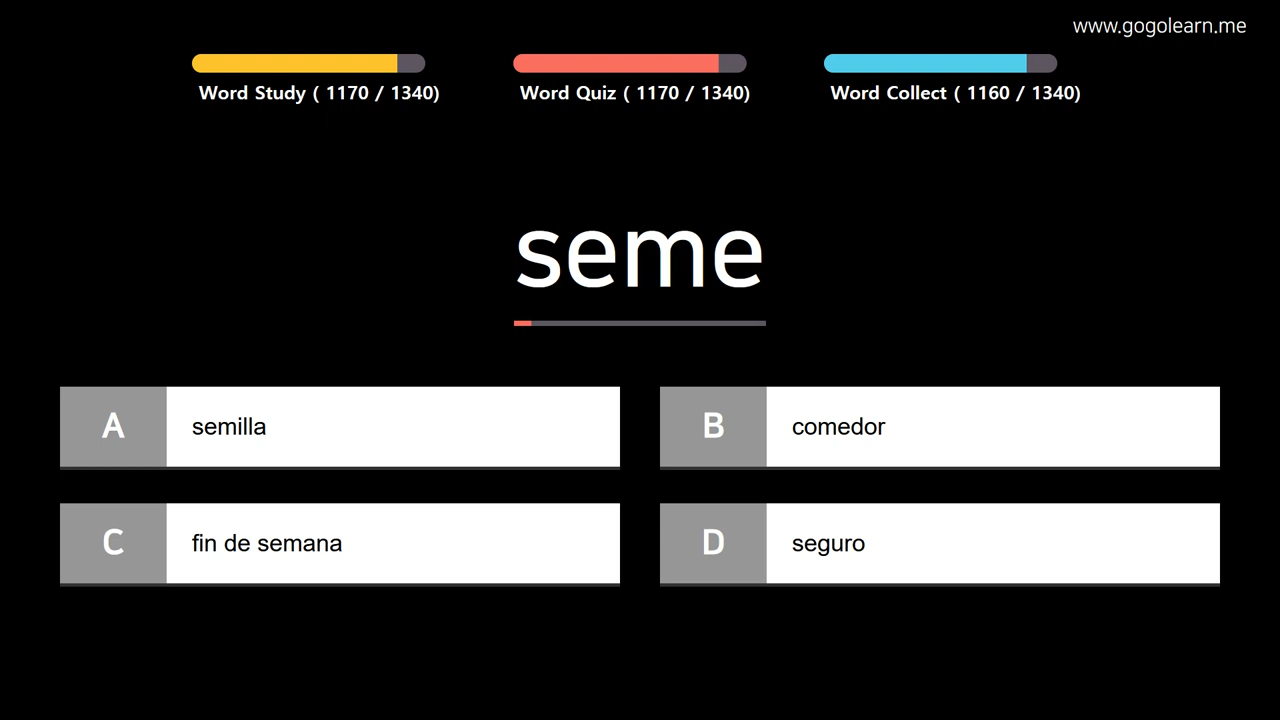 www.gogolearn.me
Word Study ( 1170 / 1340)
Word Quiz ( 1170 / 1340)
Word Collect ( 1160 / 1340)
seme
A semilla
B comedor
C fin de semana
D seguro